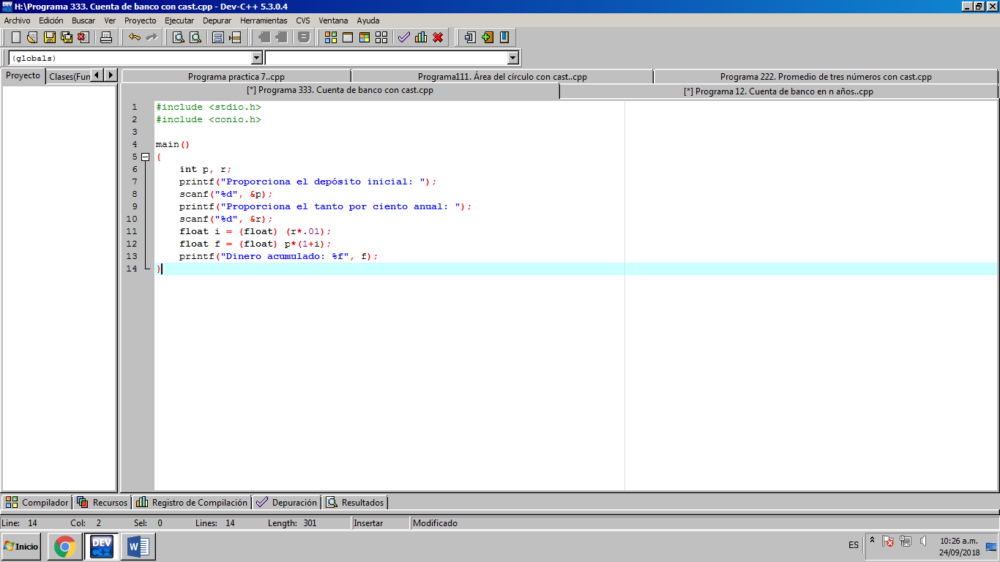 H:\Programa 333. Cuenta de banco con cast.cpp - Dev-C++ 5.3.0.4
Archivo Edición Buscar Ver Proyecto Ejecutar Depurar Herramientas CVS Ventana Ayuda
(globals)
Proyecto Clases(Fun
Programa practica 7..cpp Programa111. Área del círculo con cast..cpp Programa 222. Promedio de tres números con cast.cpp
[*] Programa 333. Cuenta de banco con cast.cpp [*] Programa 12. Cuenta de banco en n años..cpp
1 #include <stdio.h>
2 #include <conio.h>
3
4 main()
5 {
6 int p, r;
7 printf("Proporciona el depósito inicial: ");
8 scanf("%d", &p);
9 printf("Proporciona el tanto por ciento anual: ");
10 scanf("%d", &r);
11 float i = (float) (r*.01);
12 float f = (float) p*(1+i);
13 printf("Dinero acumulado: %f", f);
14 }
Compilador Recursos Registro de Compilación Depuración Resultados
Line: 14 Col: 2 Sel: 0 Lines: 14 Length: 301 Insertar Modificado
Inicio DEV C++ W ES 10:26 a.m.
24/09/2018